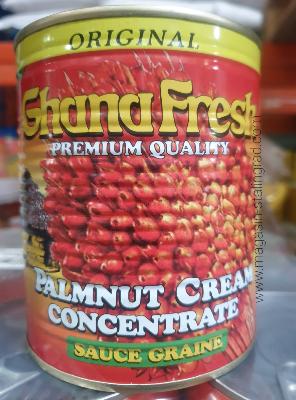 ORIGINAL
Ghana Fresh
PREMIUM QUALITY
PALMNUT CREAM
CONCENTRATE
SAUCE GRAINE
www.magasin-stalingrad.com